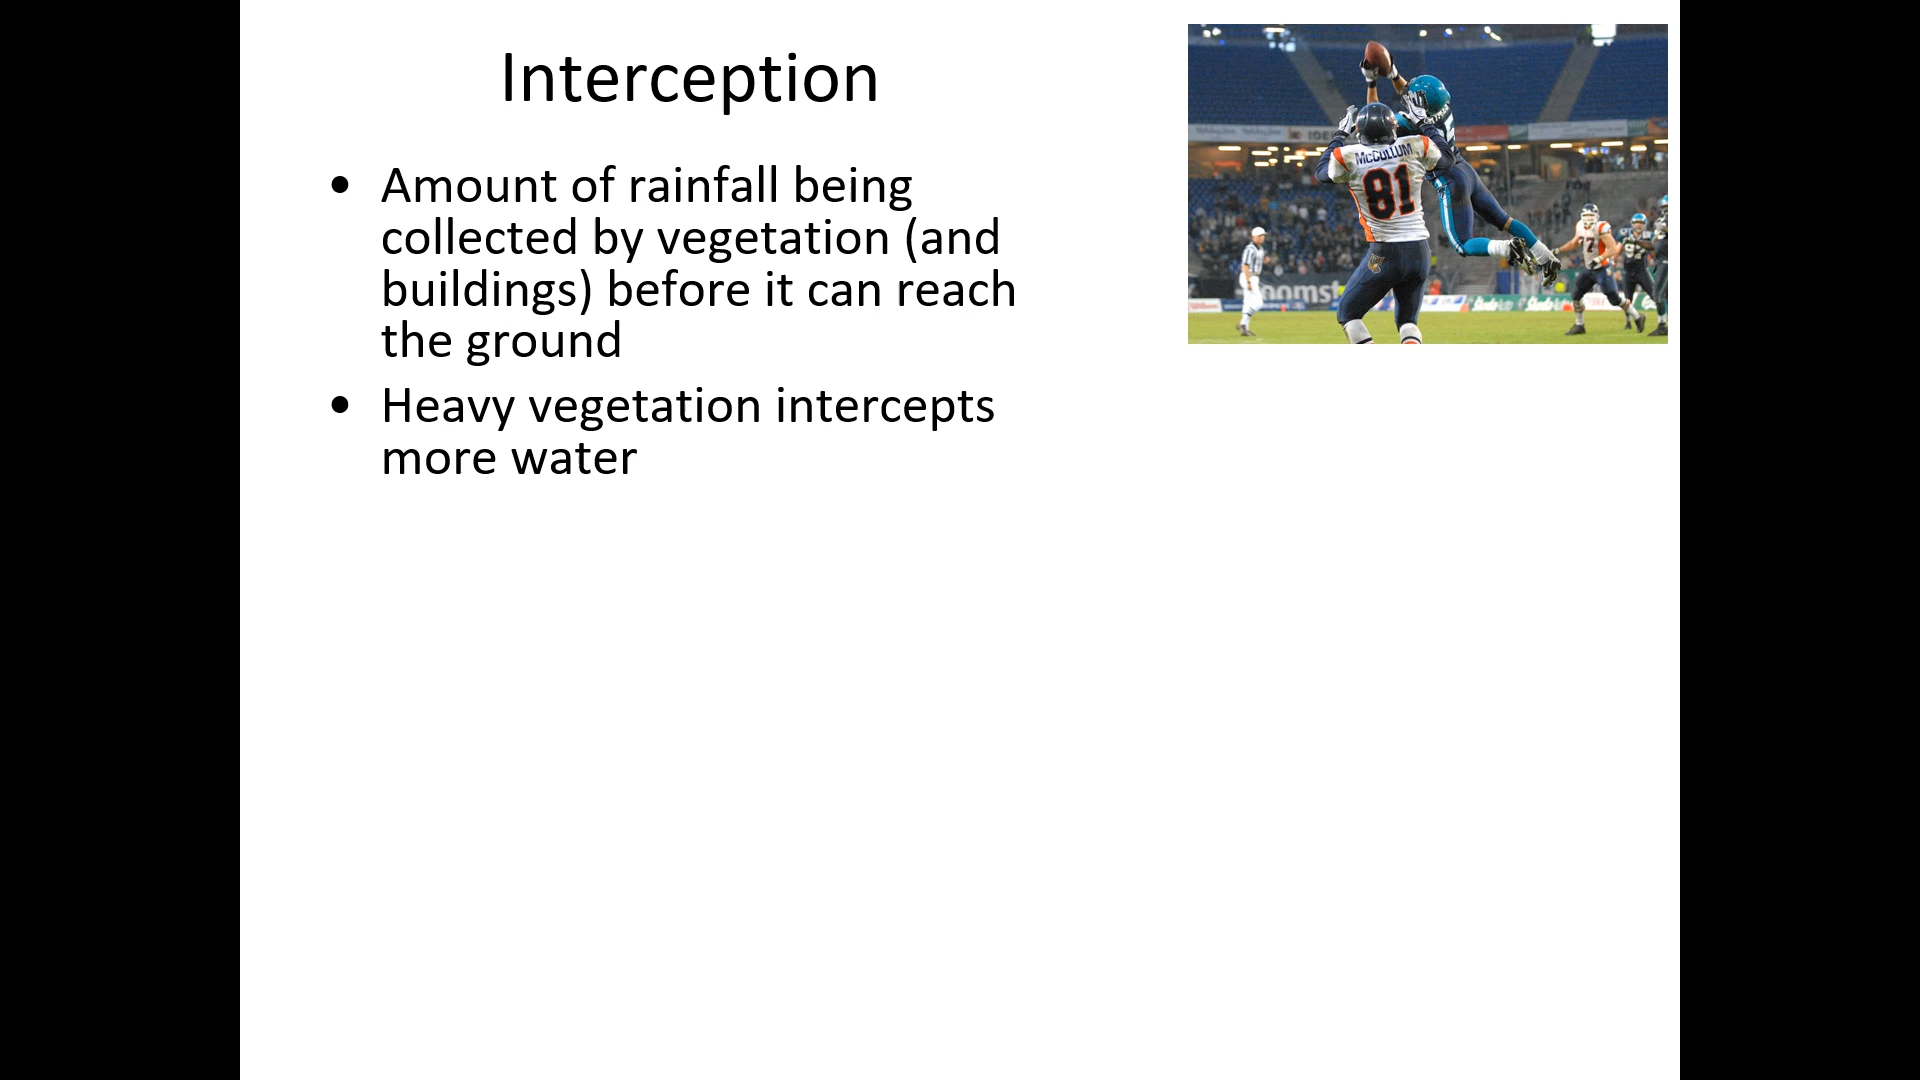 Interception
• Amount of rainfall being
collected by vegetation (and
buildings) before it can reach
the ground
• Heavy vegetation intercepts
more water
McCOLLUM
81